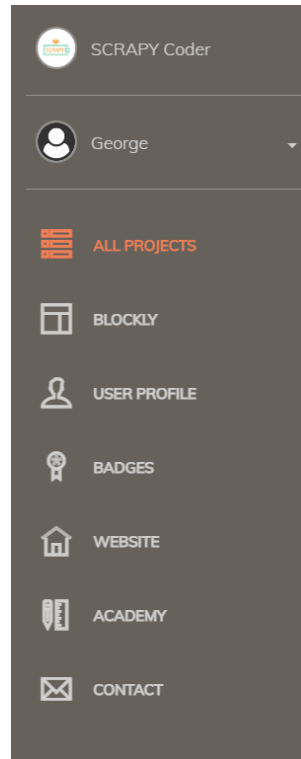 SCRAPY Coder
George
ALL PROJECTS
BLOCKLY
USER PROFILE
BADGES
WEBSITE
ACADEMY
CONTACT